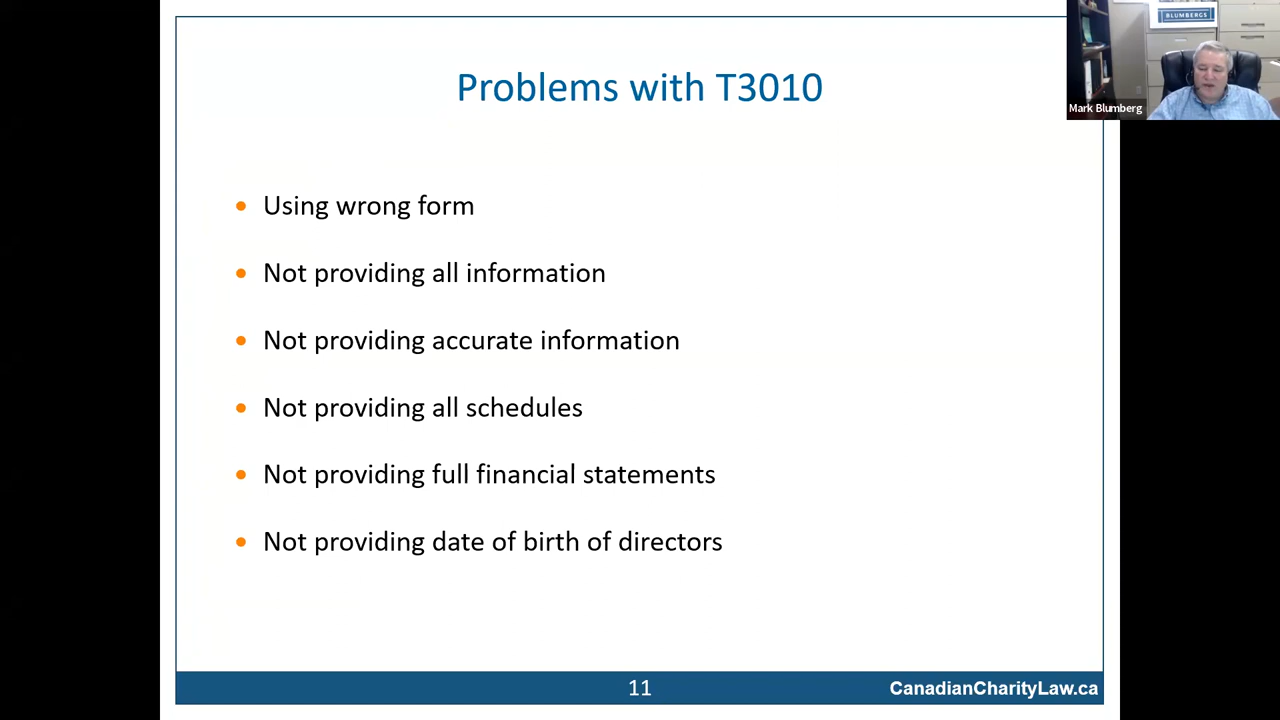 Problems with T3010
BLUMBERGS
Mark Blumberg
• Using wrong form
• Not providing all information
• Not providing accurate information
• Not providing all schedules
• Not providing full financial statements
• Not providing date of birth of directors
11
CanadianCharityLaw.ca